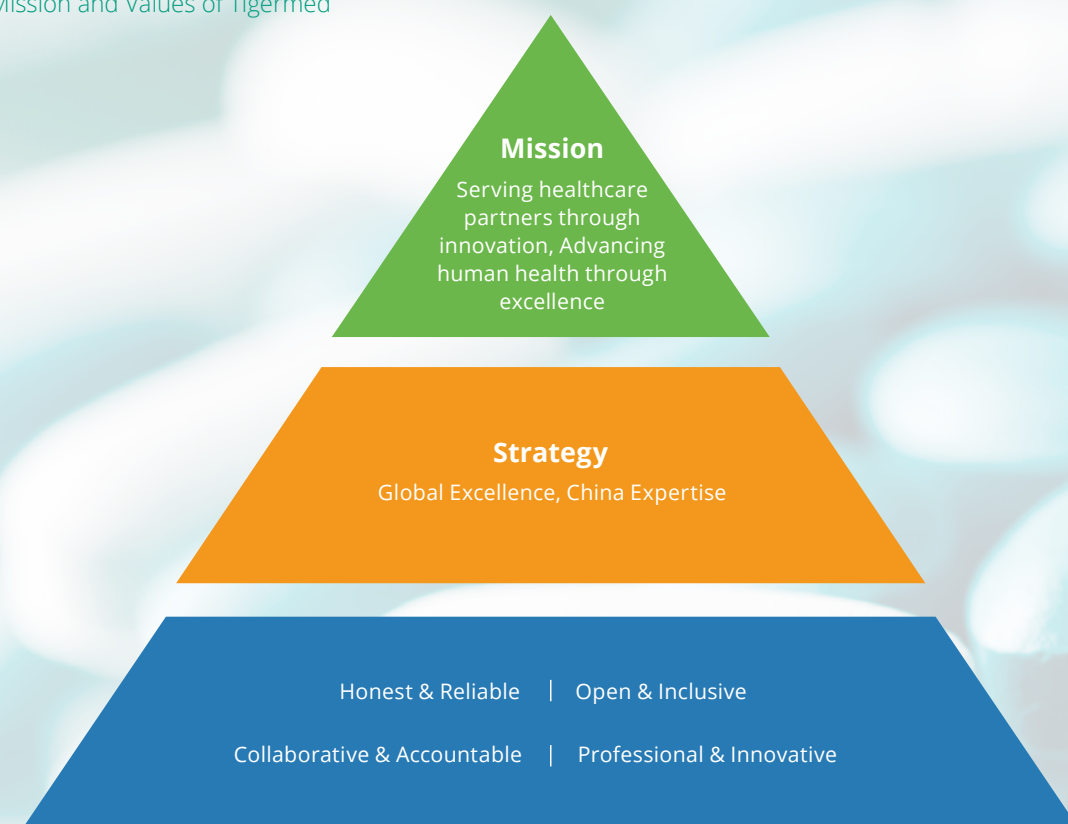 Mission and Values of Tigermed
Mission
Serving healthcare
partners through
innovation, Advancing
human health through
excellence
Strategy
Global Excellence, China Expertise
Honest & Reliable | Open & Inclusive
Collaborative & Accountable | Professional & Innovative